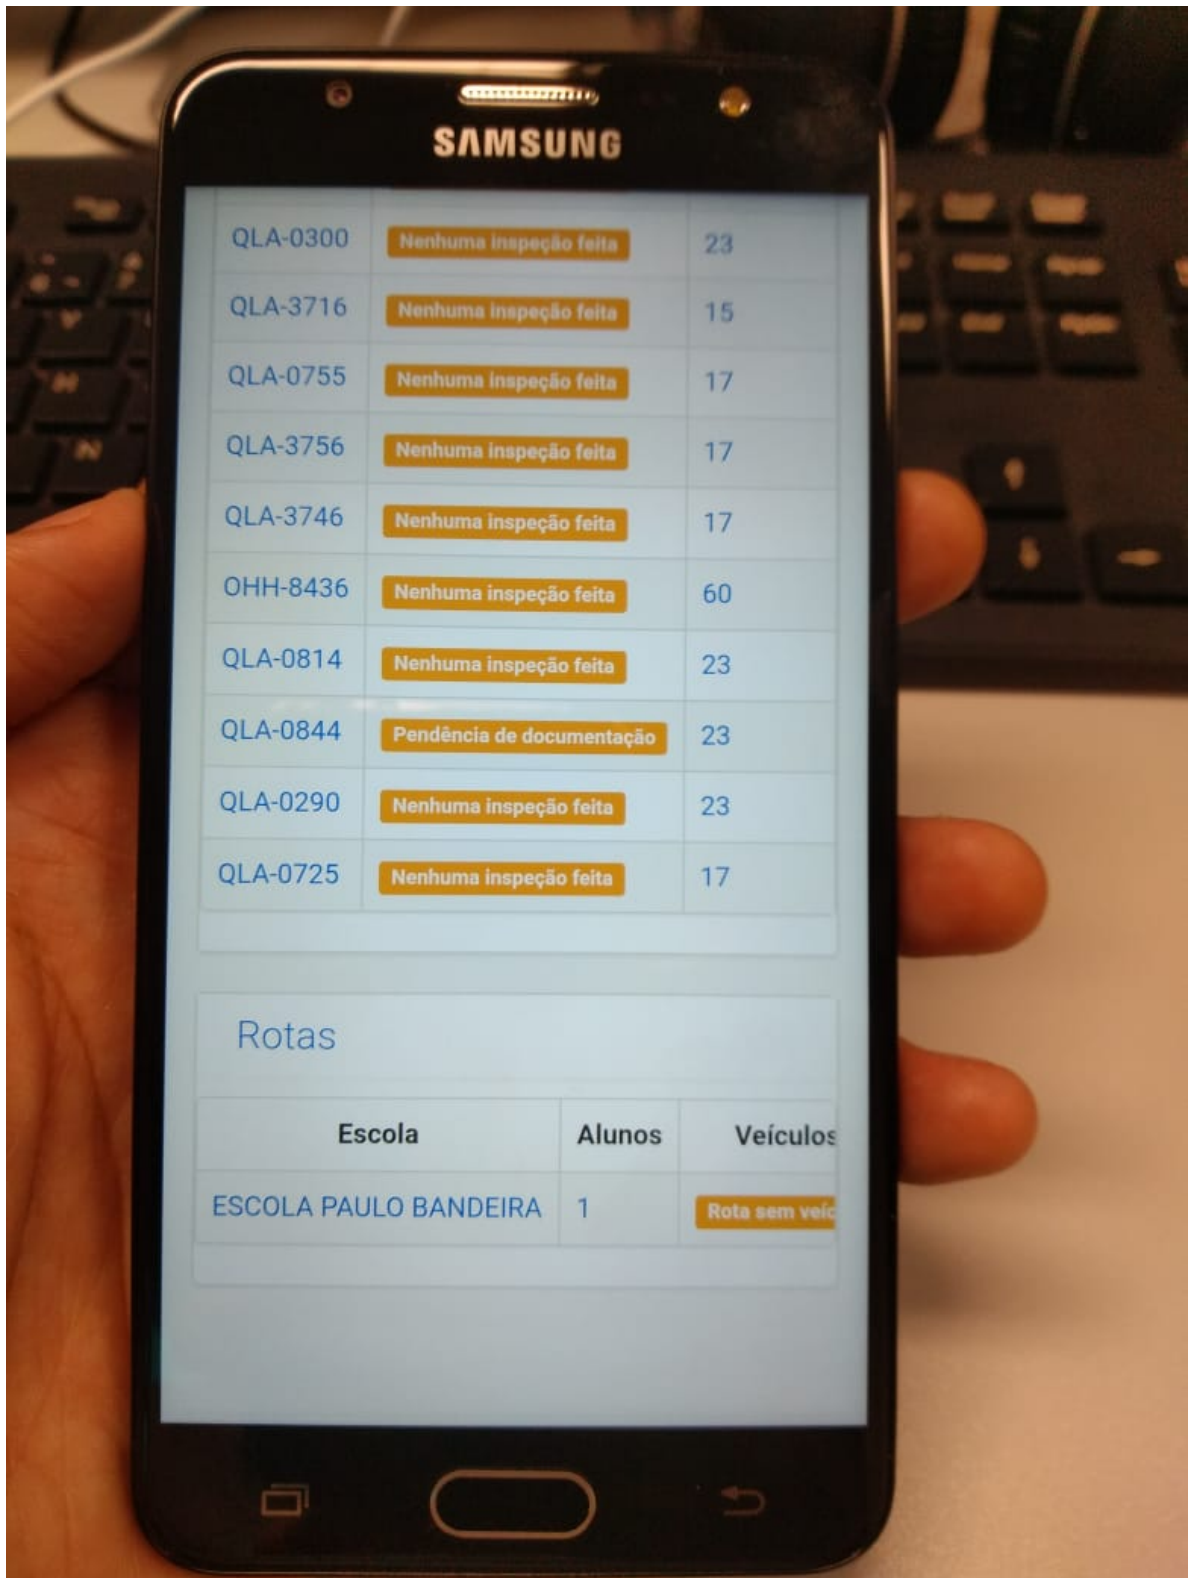 SAMSUNG
QLA-0300 Nenhuma inspeção feita 23
QLA-3716 Nenhuma inspeção feita 15
QLA-0755 Nenhuma inspeção feita 17
QLA-3756 Nenhuma inspeção feita 17
QLA-3746 Nenhuma inspeção feita 17
OHH-8436 Nenhuma inspeção feita 60
QLA-0814 Nenhuma inspeção feita 23
QLA-0844 Pendência de documentação 23
QLA-0290 Nenhuma inspeção feita 23
QLA-0725 Nenhuma inspeção feita 17
Rotas
Escola Alunos Veículos
ESCOLA PAULO BANDEIRA 1 Rota sem veíc